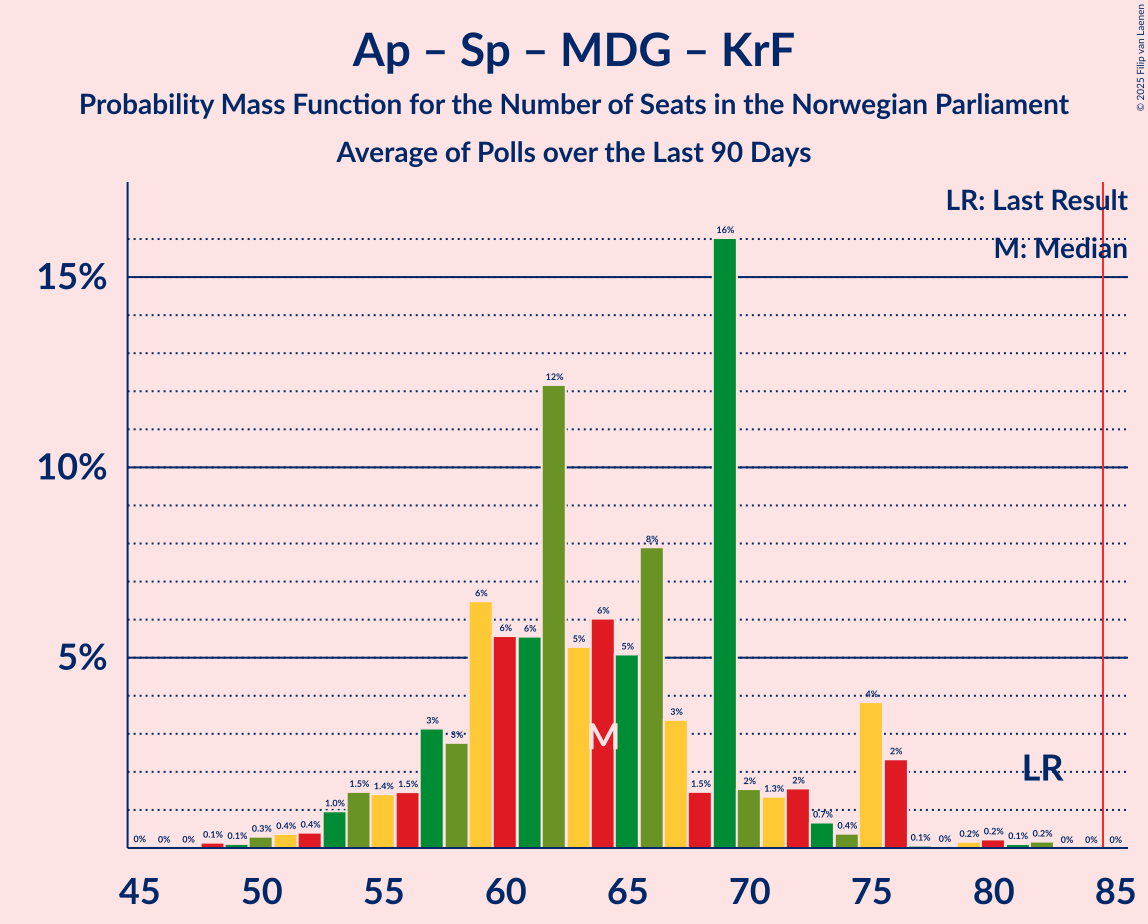 Ap – Sp – MDG – KrF
Probability Mass Function for the Number of Seats in the Norwegian Parliament
Average of Polls over the Last 90 Days
© 2025 Filip van Laenen
LR: Last Result
M: Median
15%
10%
5%
0% 0% 0% 0.1% 0.1% 0.3% 0.4% 0.4% 1.0% 1.5% 1.4% 1.5% 3% 3% 6% 6% 6% 12% 5% 6% 5% 8% 3% 1.5% 16% 2% 1.3% 2% 0.7% 0.4% 4% 2% 0.1% 0% 0.2% 0.2% 0.1% 0.2% 0% 0% 0%
M
LR
45 50 55 60 65 70 75 80 85